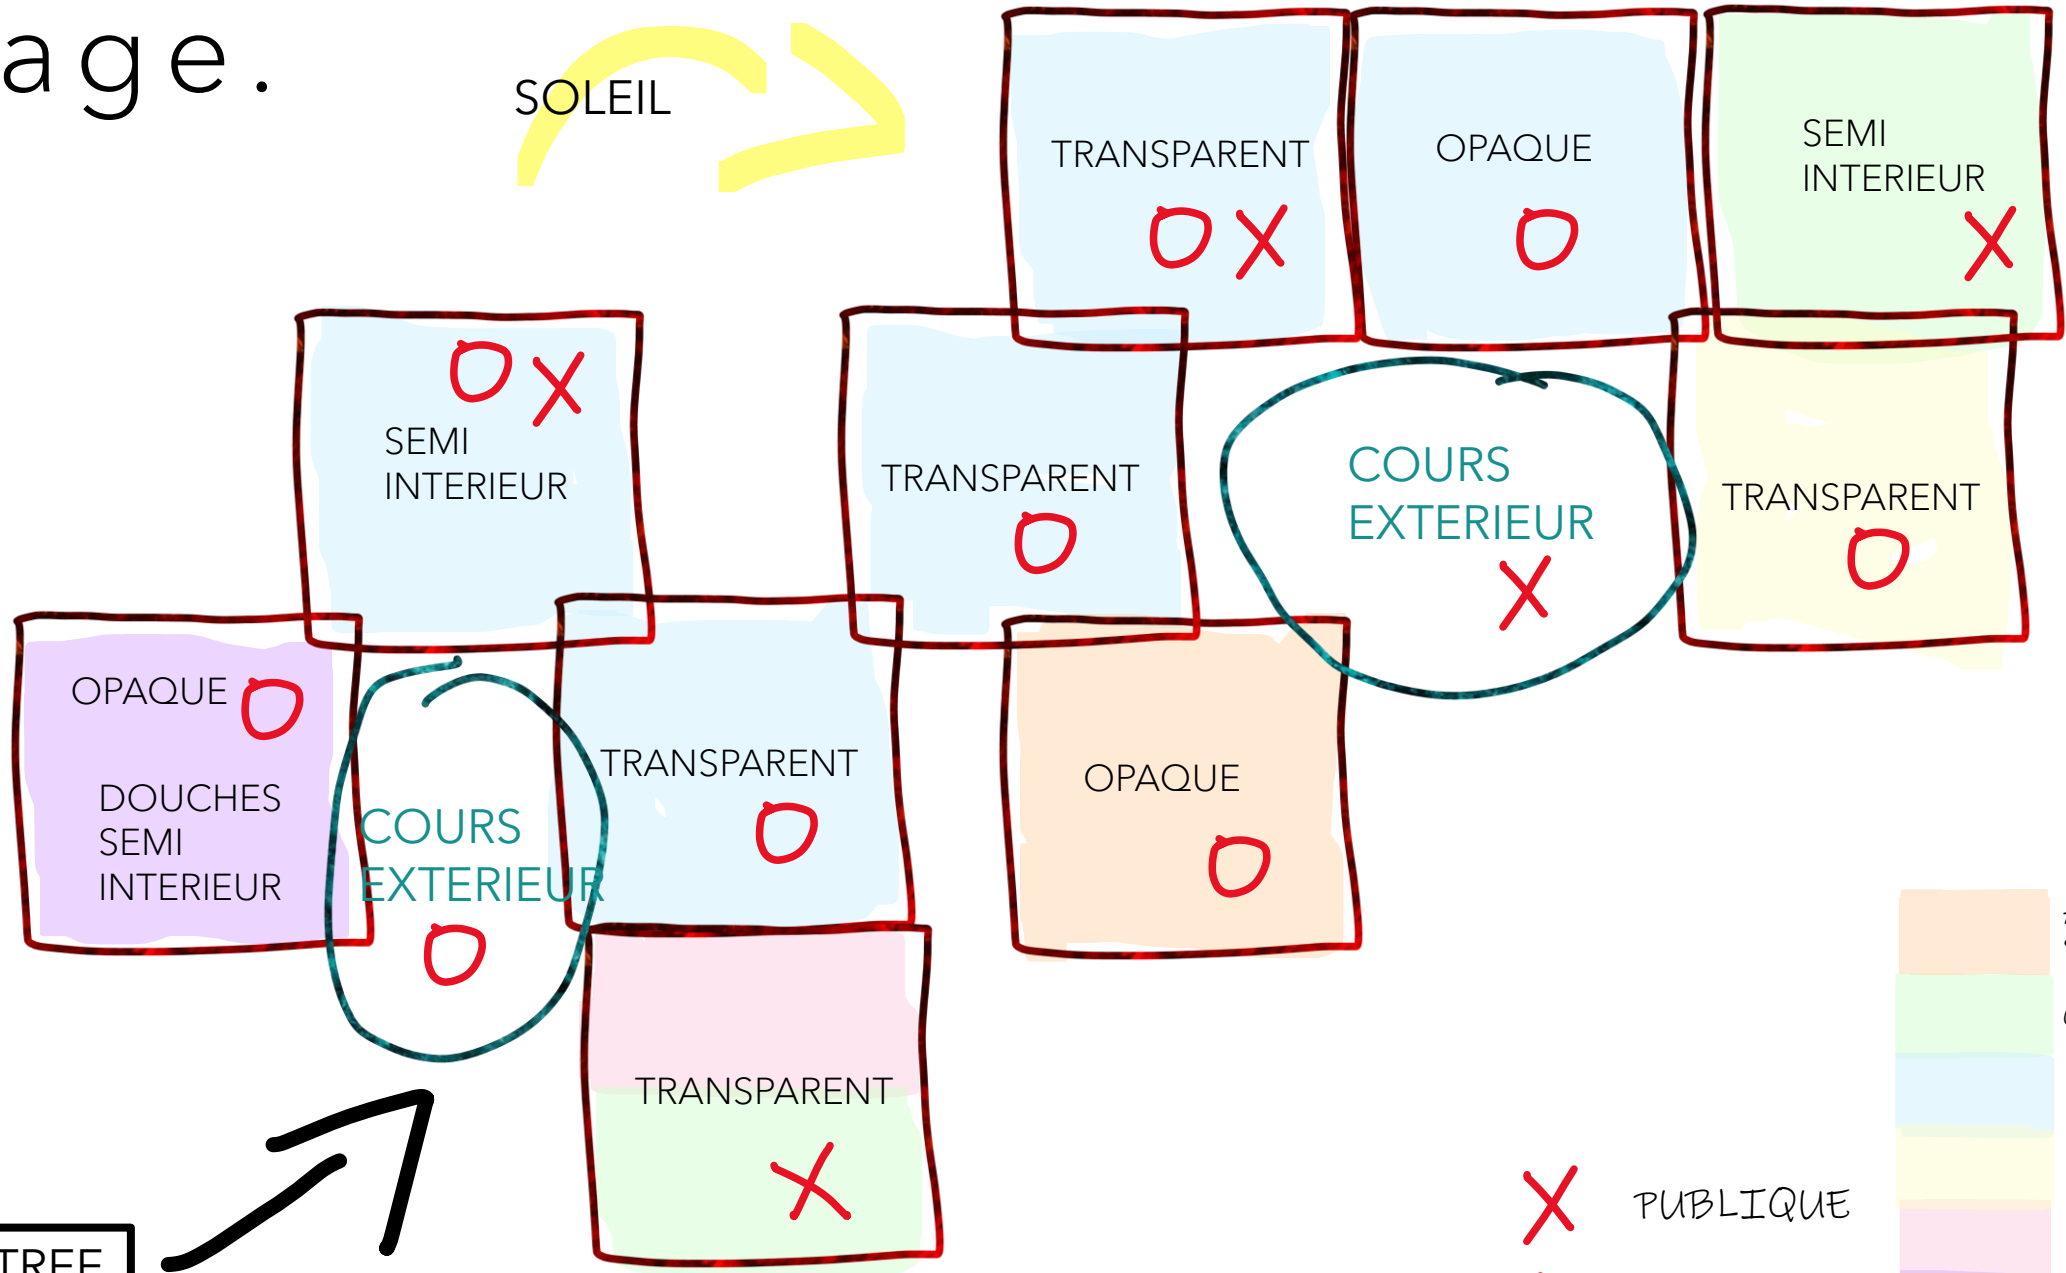 age.
SOLEIL
TRANSPARENT
OPAQUE
SEMI
INTERIEUR
SEMI
INTERIEUR
TRANSPARENT
COURS
EXTERIEUR
TRANSPARENT
OPAQUE
DOUCHES
SEMI
INTERIEUR
COURS
EXTERIEUR
TRANSPARENT
OPAQUE
TRANSPARENT
PUBLIQUE
TREE